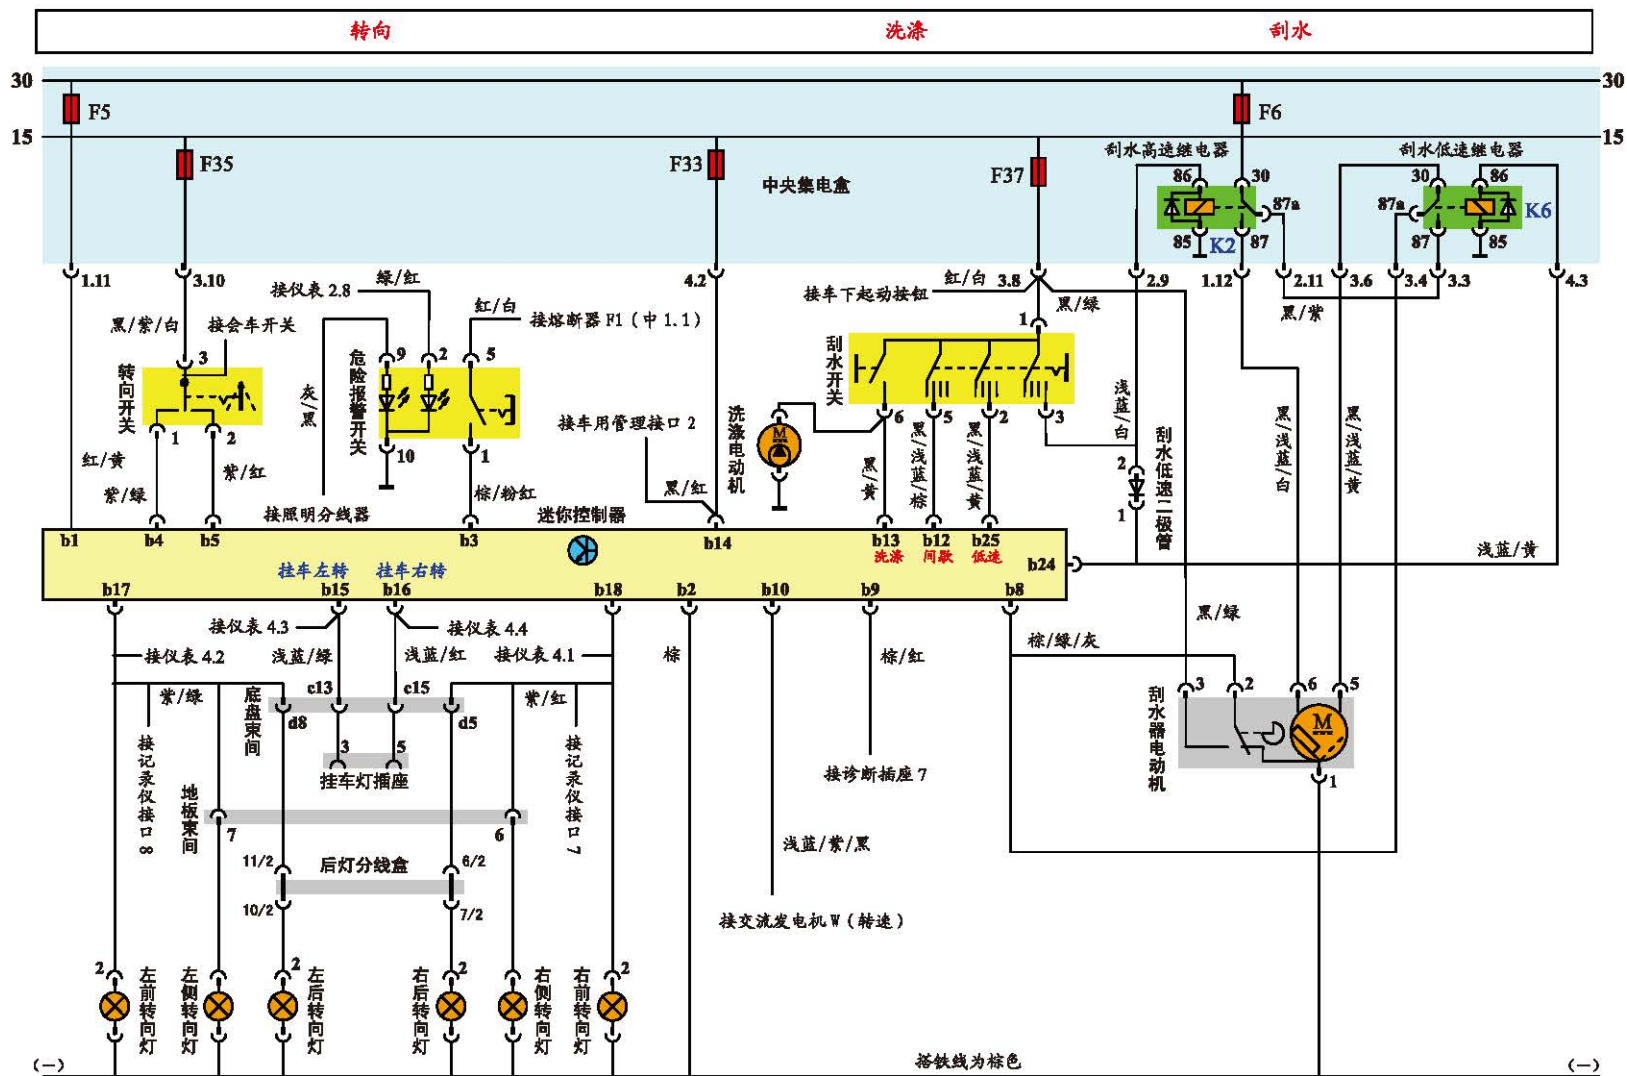 转向 洗涤 刮水
30 30
F5 F6
15 15
F35 F33 F37
中央集电盒
刮水高速继电器 刮水低速继电器
86 30 30 86
87a 87a
K2 K6
85 87 87 85
1.11 3.10 4.2 3.8 2.9 1.12 2.11 3.6 3.4 3.3 4.3
绿/红
接仪表 2.8
红/白
接熔断器 F1（中 1.1）
红/白
接车下起动按钮
黑/绿
黑/紫
黑/紫/白
接会车开关
转向开关
3
1 2
红/黄
紫/绿
紫/红
灰/黑
危险报警开关
9 2 5
10 1
棕/粉红
接照明分线器
接车用管理接口 2
黑/红
洗涤电动机
M
刮水开关
1
6 5 2 3
黑/黄
黑/浅蓝/棕
黑/浅蓝/黄
浅蓝/白
刮水低速二极管
2
1
黑/浅蓝/白
黑/浅蓝/黄
浅蓝/黄
迷你控制器
b1 b4 b5 b3 b14 b13 b12 b25
洗涤 间歇 低速
b24
挂车左转 挂车右转
b17 b15 b16 b18 b2 b10 b9 b8
接仪表 4.3 接仪表 4.4
接仪表 4.2 浅蓝/绿 浅蓝/红 接仪表 4.1
棕
棕/红
棕/绿/灰
黑/绿
紫/绿
底盘束间
c13 c15
d8 d5
紫/红
3 5
挂车灯插座
接记录仪接口 8
接记录仪接口 7
地板束间
7 6
11/2 后灯分线盒 6/2
10/2 7/2
接诊断插座 7
浅蓝/紫/黑
接交流发电机 W（转速）
刮水器电动机
3 2 6 5
M
1
2 2 2 2
左前转向灯
左侧转向灯
左后转向灯
右后转向灯
右侧转向灯
右前转向灯
(—) 搭铁线为棕色 (—)